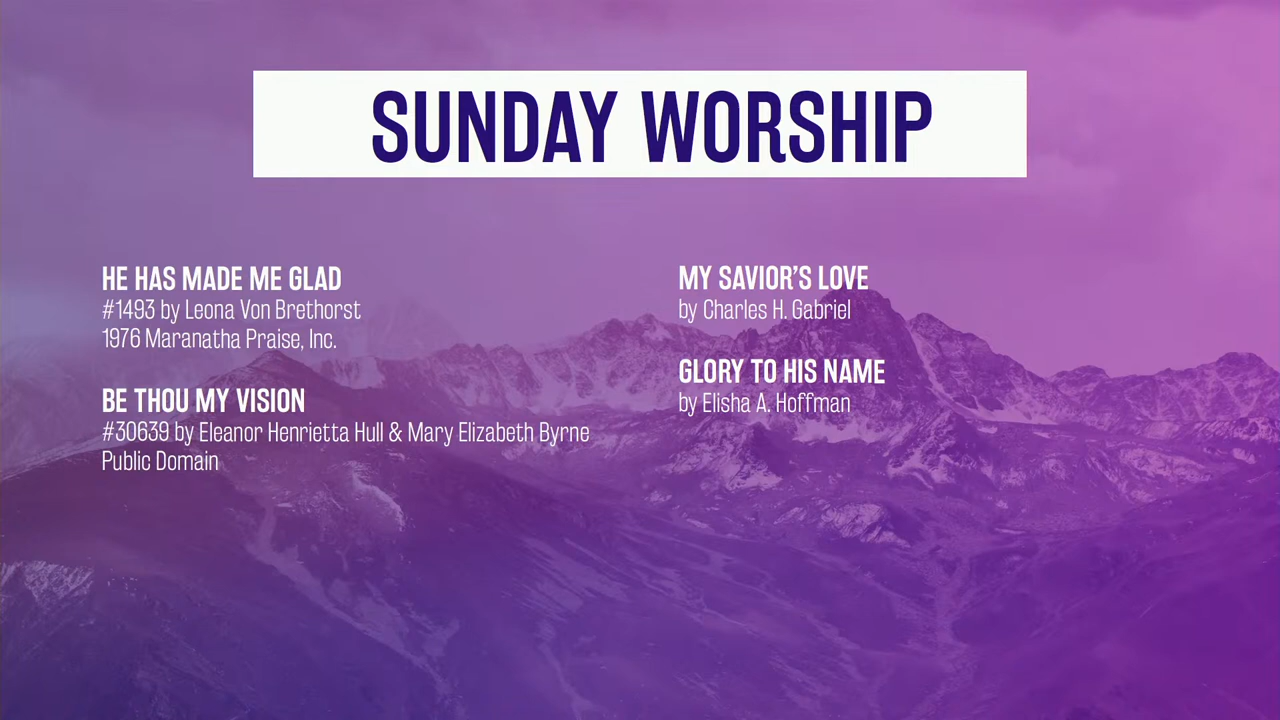 SUNDAY WORSHIP
HE HAS MADE ME GLAD
#1493 by Leona Von Brethorst
1976 Maranatha Praise, Inc.
BE THOU MY VISION
#30639 by Eleanor Henrietta Hull & Mary Elizabeth Byrne
Public Domain
MY SAVIOR’S LOVE
by Charles H. Gabriel
GLORY TO HIS NAME
by Elisha A. Hoffman